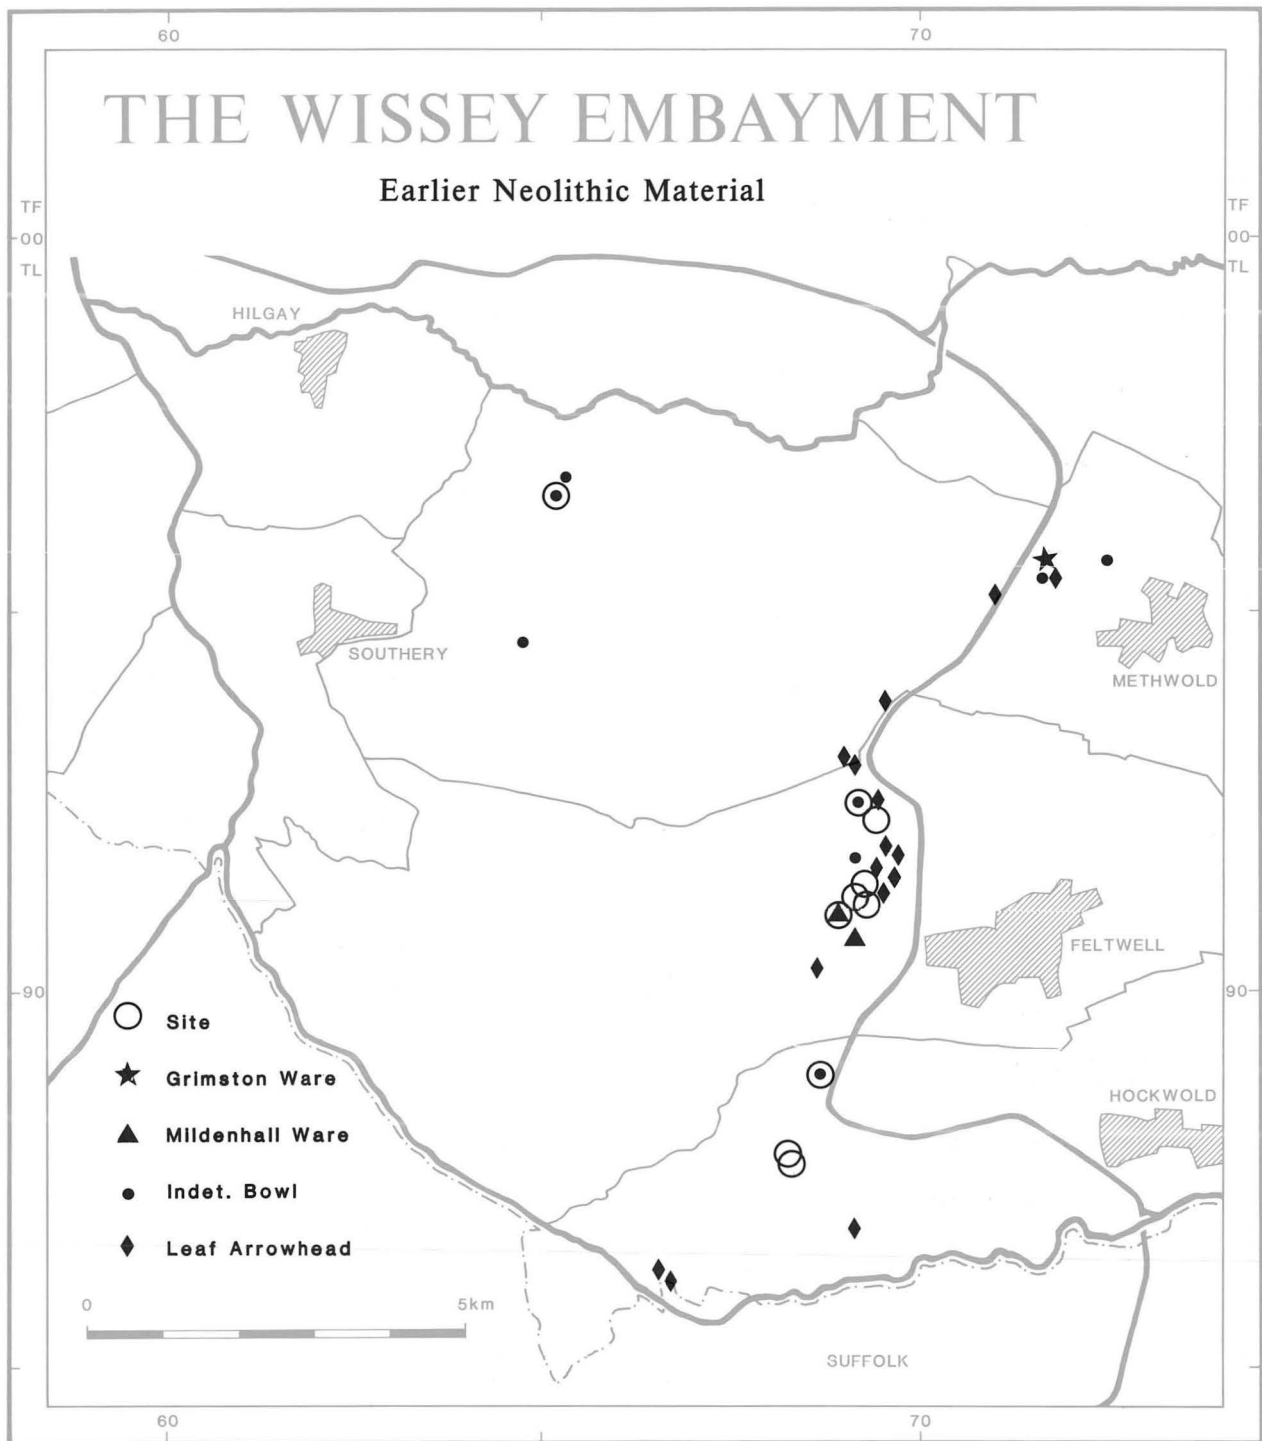 60 70
THE WISSEY EMBAYMENT
Earlier Neolithic Material
TF TF
00 00
TL TL
HILGAY
SOUTHERY
METHWOLD
FELTWELL
90 90
Site
Grimston Ware
HOCKWOLD
Mildenhall Ware
Indet. Bowl
Leaf Arrowhead
0 5km
SUFFOLK
60 70